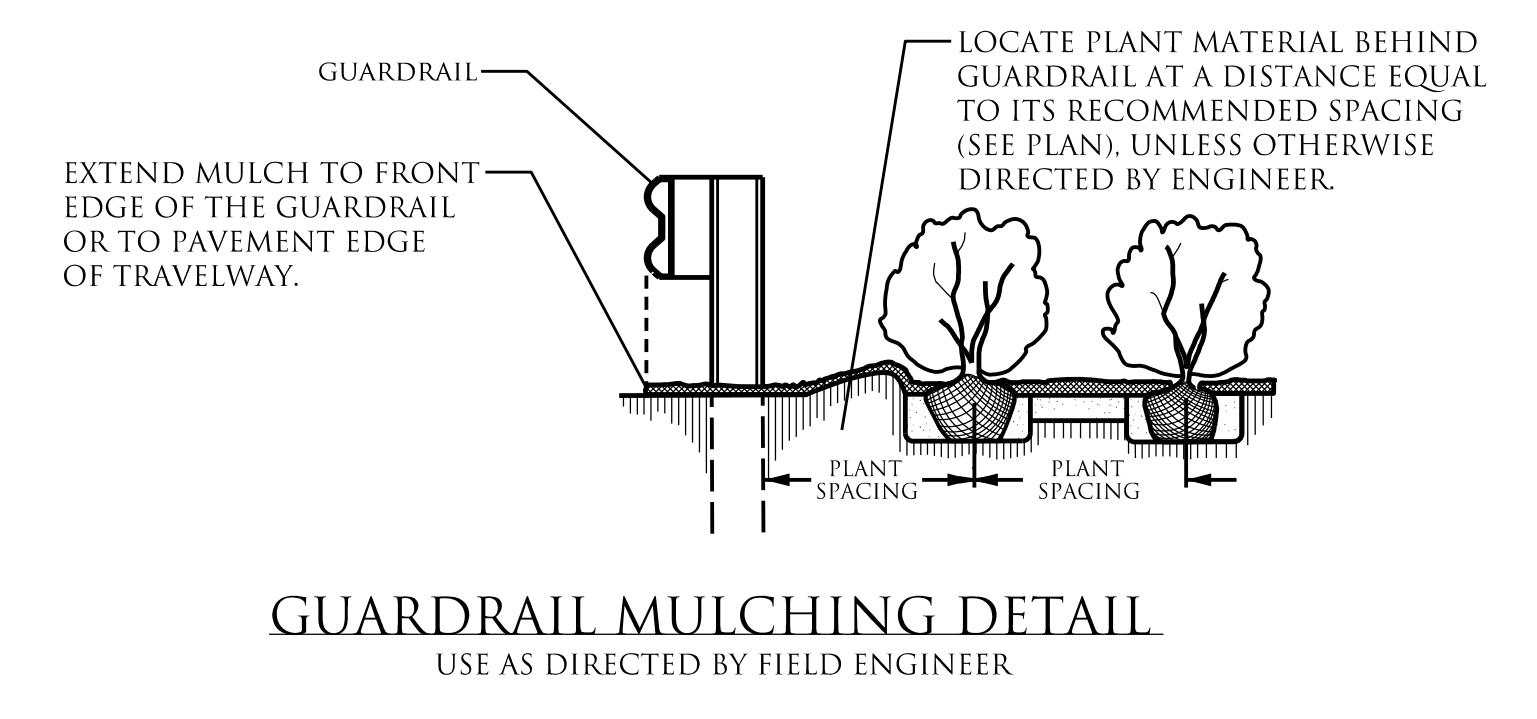 GUARDRAIL
EXTEND MULCH TO FRONT
EDGE OF THE GUARDRAIL
OR TO PAVEMENT EDGE
OF TRAVELWAY.
LOCATE PLANT MATERIAL BEHIND
GUARDRAIL AT A DISTANCE EQUAL
TO ITS RECOMMENDED SPACING
(SEE PLAN), UNLESS OTHERWISE
DIRECTED BY ENGINEER.
PLANT
SPACING
PLANT
SPACING
GUARDRAIL MULCHING DETAIL
USE AS DIRECTED BY FIELD ENGINEER